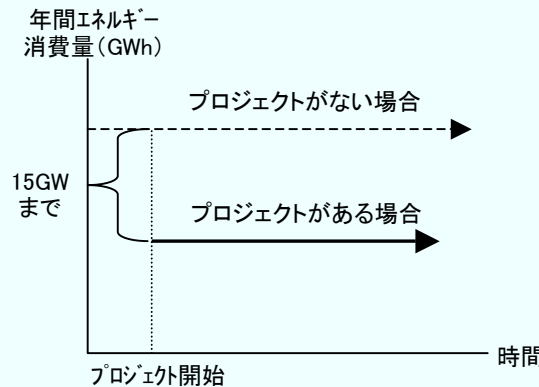 年間エネルギー
消費量(GWh)
プロジェクトがない場合
15GW
まで
プロジェクトがある場合
時間
プロジェクト開始